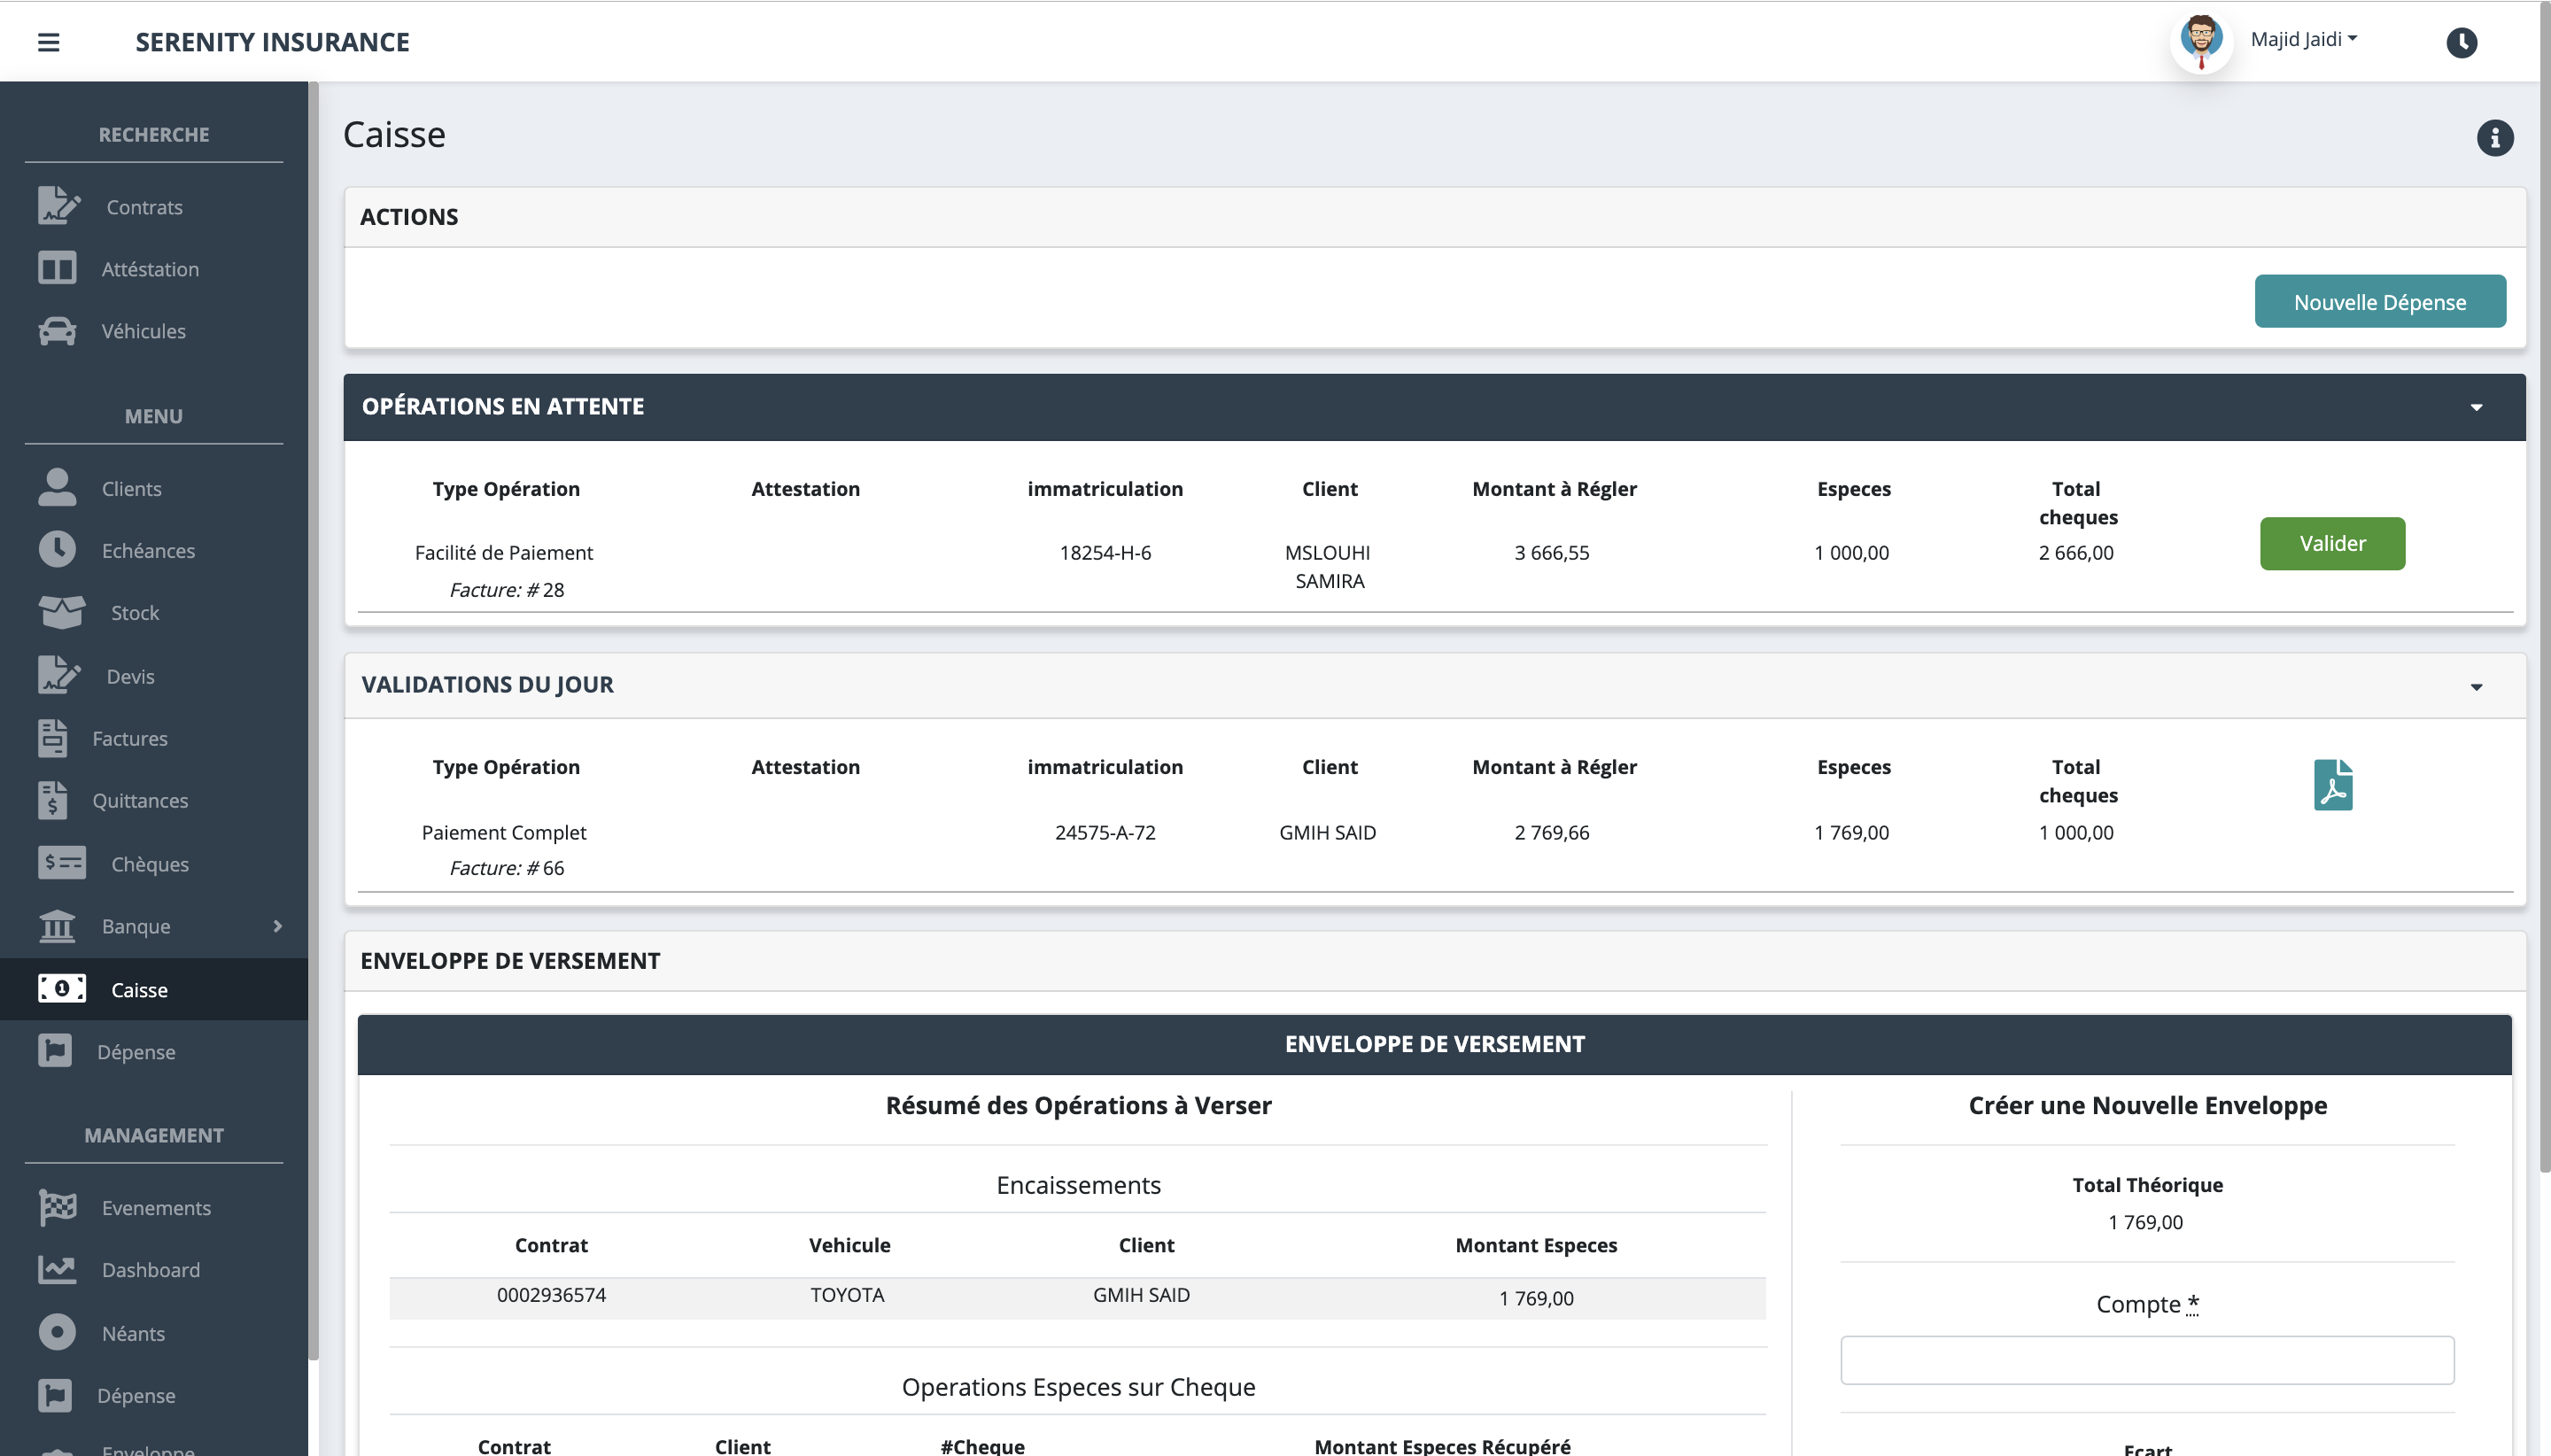 SERENITY INSURANCE
Majid Jaidi
RECHERCHE
Contrats
Attéstation
Véhicules
MENU
Clients
Echéances
Stock
Devis
Factures
Quittances
Chèques
Banque
Caisse
Dépense
MANAGEMENT
Evenements
Dashboard
Néants
Dépense
Enveloppe
Caisse
ACTIONS
Nouvelle Dépense
OPÉRATIONS EN ATTENTE
Type Opération Attestation immatriculation Client Montant à Régler Especes Total cheques
Facilité de Paiement 18254-H-6 MSLOUHI SAMIRA 3 666,55 1 000,00 2 666,00 Valider
Facture: # 28
VALIDATIONS DU JOUR
Type Opération Attestation immatriculation Client Montant à Régler Especes Total cheques
Paiement Complet 24575-A-72 GMIH SAID 2 769,66 1 769,00 1 000,00
Facture: # 66
ENVELOPPE DE VERSEMENT
ENVELOPPE DE VERSEMENT
Résumé des Opérations à Verser
Encaissements
Contrat Vehicule Client Montant Especes
0002936574 TOYOTA GMIH SAID 1 769,00
Operations Especes sur Cheque
Contrat Client #Cheque Montant Especes Récupéré
Créer une Nouvelle Enveloppe
Total Théorique
1 769,00
Compte *
Ecart